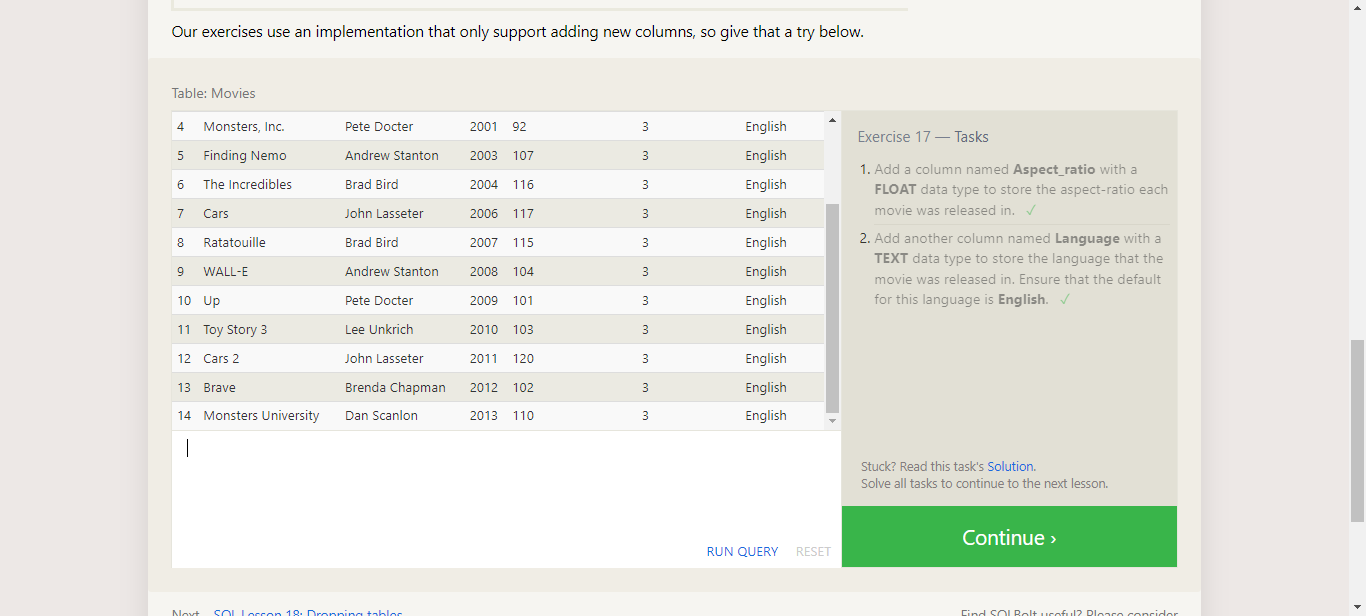 Our exercises use an implementation that only support adding new columns, so give that a try below.
Table: Movies
4 Monsters, Inc. Pete Docter 2001 92 3 English
5 Finding Nemo Andrew Stanton 2003 107 3 English
6 The Incredibles Brad Bird 2004 116 3 English
7 Cars John Lasseter 2006 117 3 English
8 Ratatouille Brad Bird 2007 115 3 English
9 WALL-E Andrew Stanton 2008 104 3 English
10 Up Pete Docter 2009 101 3 English
11 Toy Story 3 Lee Unkrich 2010 103 3 English
12 Cars 2 John Lasseter 2011 120 3 English
13 Brave Brenda Chapman 2012 102 3 English
14 Monsters University Dan Scanlon 2013 110 3 English
RUN QUERY RESET
Exercise 17 — Tasks
1. Add a column named Aspect_ratio with a
FLOAT data type to store the aspect-ratio each
movie was released in. ✓
2. Add another column named Language with a
TEXT data type to store the language that the
movie was released in. Ensure that the default
for this language is English. ✓
Stuck? Read this task's Solution.
Solve all tasks to continue to the next lesson.
Continue ›
Next – SQL Lesson 18: Dropping tables
Find SQLBolt useful? Please consider